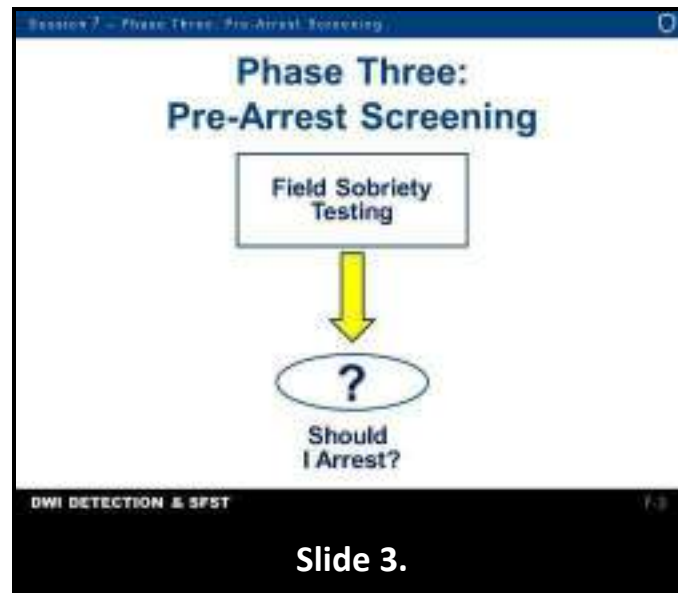 Session 7 – Phase Three: Pre-Arrest Screening
Phase Three:
Pre-Arrest Screening
Field Sobriety
Testing
?
Should
I Arrest?
DWI DETECTION & SFST
7-3
Slide 3.